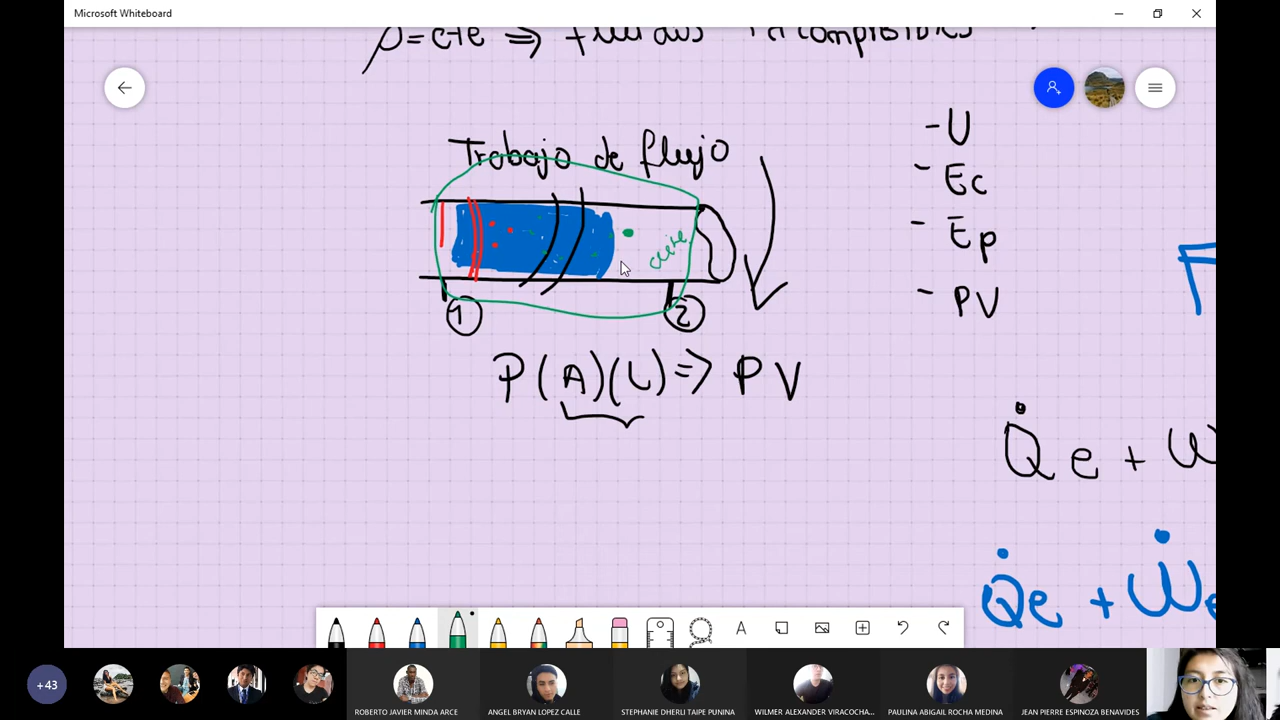 Microsoft Whiteboard
ρ=cte ⇒ fluidos incompresibles
Trabajo de flujo
aceite
1
2
P(A)(L) => PV
- U
- Ec
- Ep
- PV
Q̇e + W
Q̇e + Ẇe
A
+43
ROBERTO JAVIER MINDA ARCE
ANGEL BRYAN LOPEZ CALLE
STEPHANIE DHERLI TAIPE PUNINA
WILMER ALEXANDER VIRACOCHA...
PAULINA ABIGAIL ROCHA MEDINA
JEAN PIERRE ESPINOZA BENAVIDES